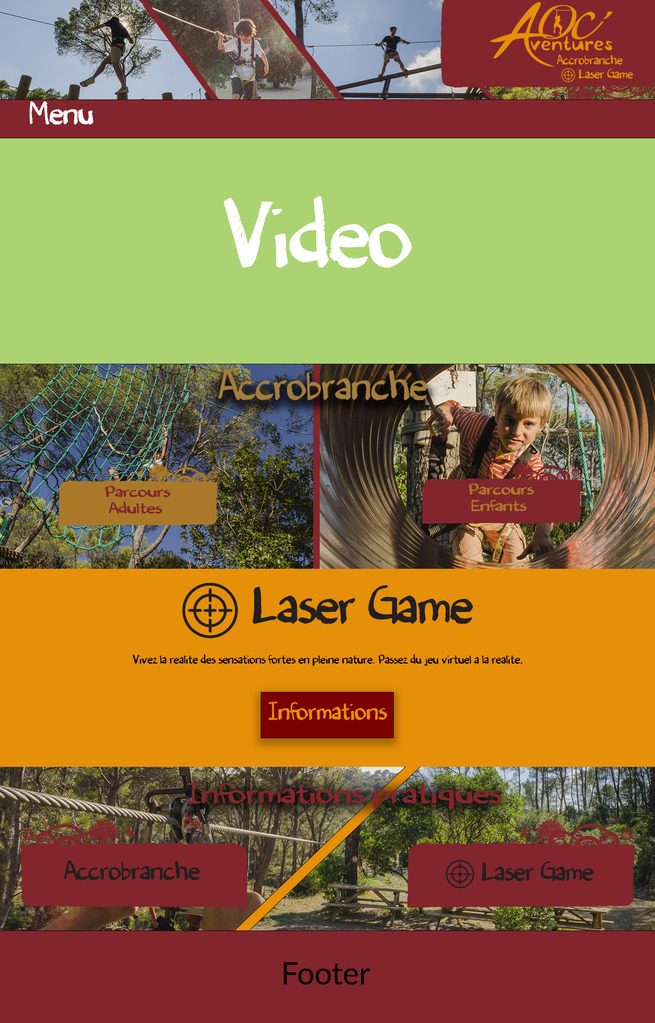 AOC'
Aventures
Accrobranche
Laser Game
Menu
Video
Accrobranche
Parcours
Adultes
Parcours
Enfants
Laser Game
Vivez la realite des sensations fortes en pleine nature. Passez du jeu virtuel a la realite.
Informations
Informations pratiques
Accrobranche
Laser Game
Footer